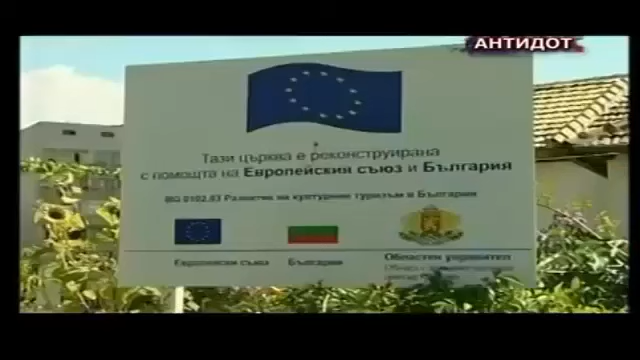 АНТИДОТ
Тази църква е реконструирана
с помощта на Европейския съюз и България
BG 0102.03 Развитие на културния туризъм в България
Европейски съюз България Областен управител
Област